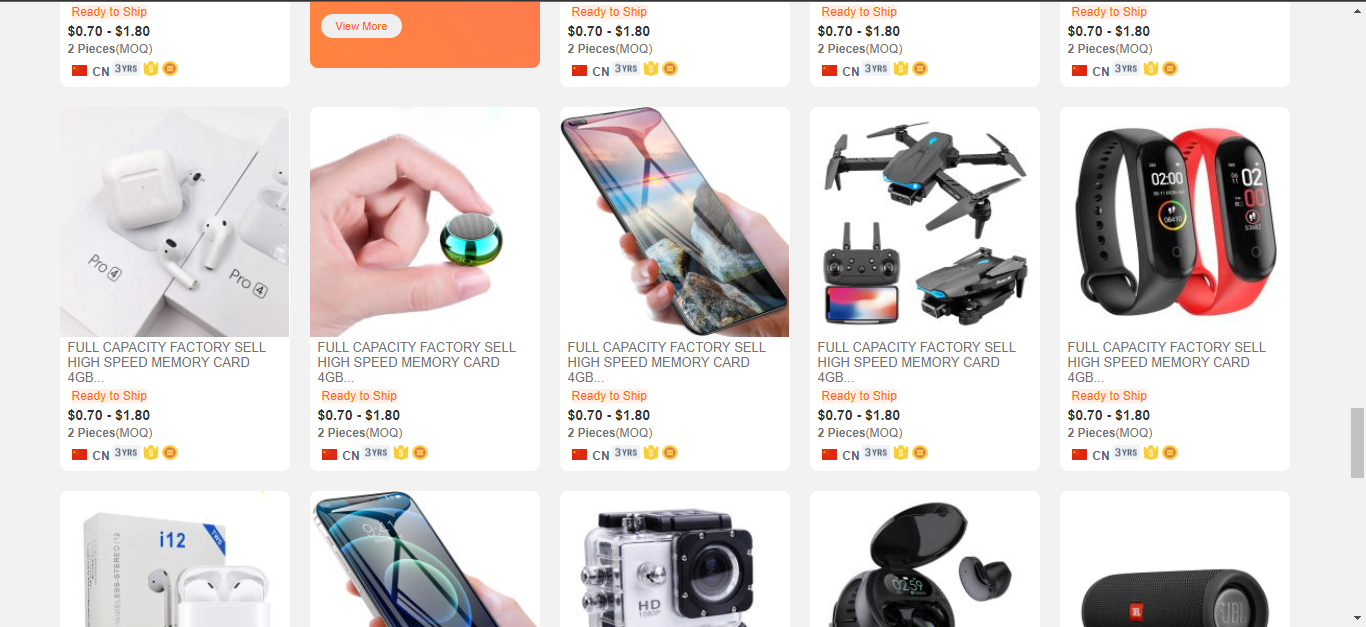 Ready to Ship
$0.70 - $1.80
2 Pieces(MOQ)
CN 3YRS
View More
Ready to Ship
$0.70 - $1.80
2 Pieces(MOQ)
CN 3YRS
Ready to Ship
$0.70 - $1.80
2 Pieces(MOQ)
CN 3YRS
Ready to Ship
$0.70 - $1.80
2 Pieces(MOQ)
CN 3YRS
Pro 4
Pro 4
FULL CAPACITY FACTORY SELL
HIGH SPEED MEMORY CARD
4GB...
Ready to Ship
$0.70 - $1.80
2 Pieces(MOQ)
CN 3YRS
FULL CAPACITY FACTORY SELL
HIGH SPEED MEMORY CARD
4GB...
Ready to Ship
$0.70 - $1.80
2 Pieces(MOQ)
CN 3YRS
FULL CAPACITY FACTORY SELL
HIGH SPEED MEMORY CARD
4GB...
Ready to Ship
$0.70 - $1.80
2 Pieces(MOQ)
CN 3YRS
FULL CAPACITY FACTORY SELL
HIGH SPEED MEMORY CARD
4GB...
Ready to Ship
$0.70 - $1.80
2 Pieces(MOQ)
CN 3YRS
02:00
02
00
FULL CAPACITY FACTORY SELL
HIGH SPEED MEMORY CARD
4GB...
Ready to Ship
$0.70 - $1.80
2 Pieces(MOQ)
CN 3YRS
i12
TWS
9:41
HD
1080P
02:59
JBL